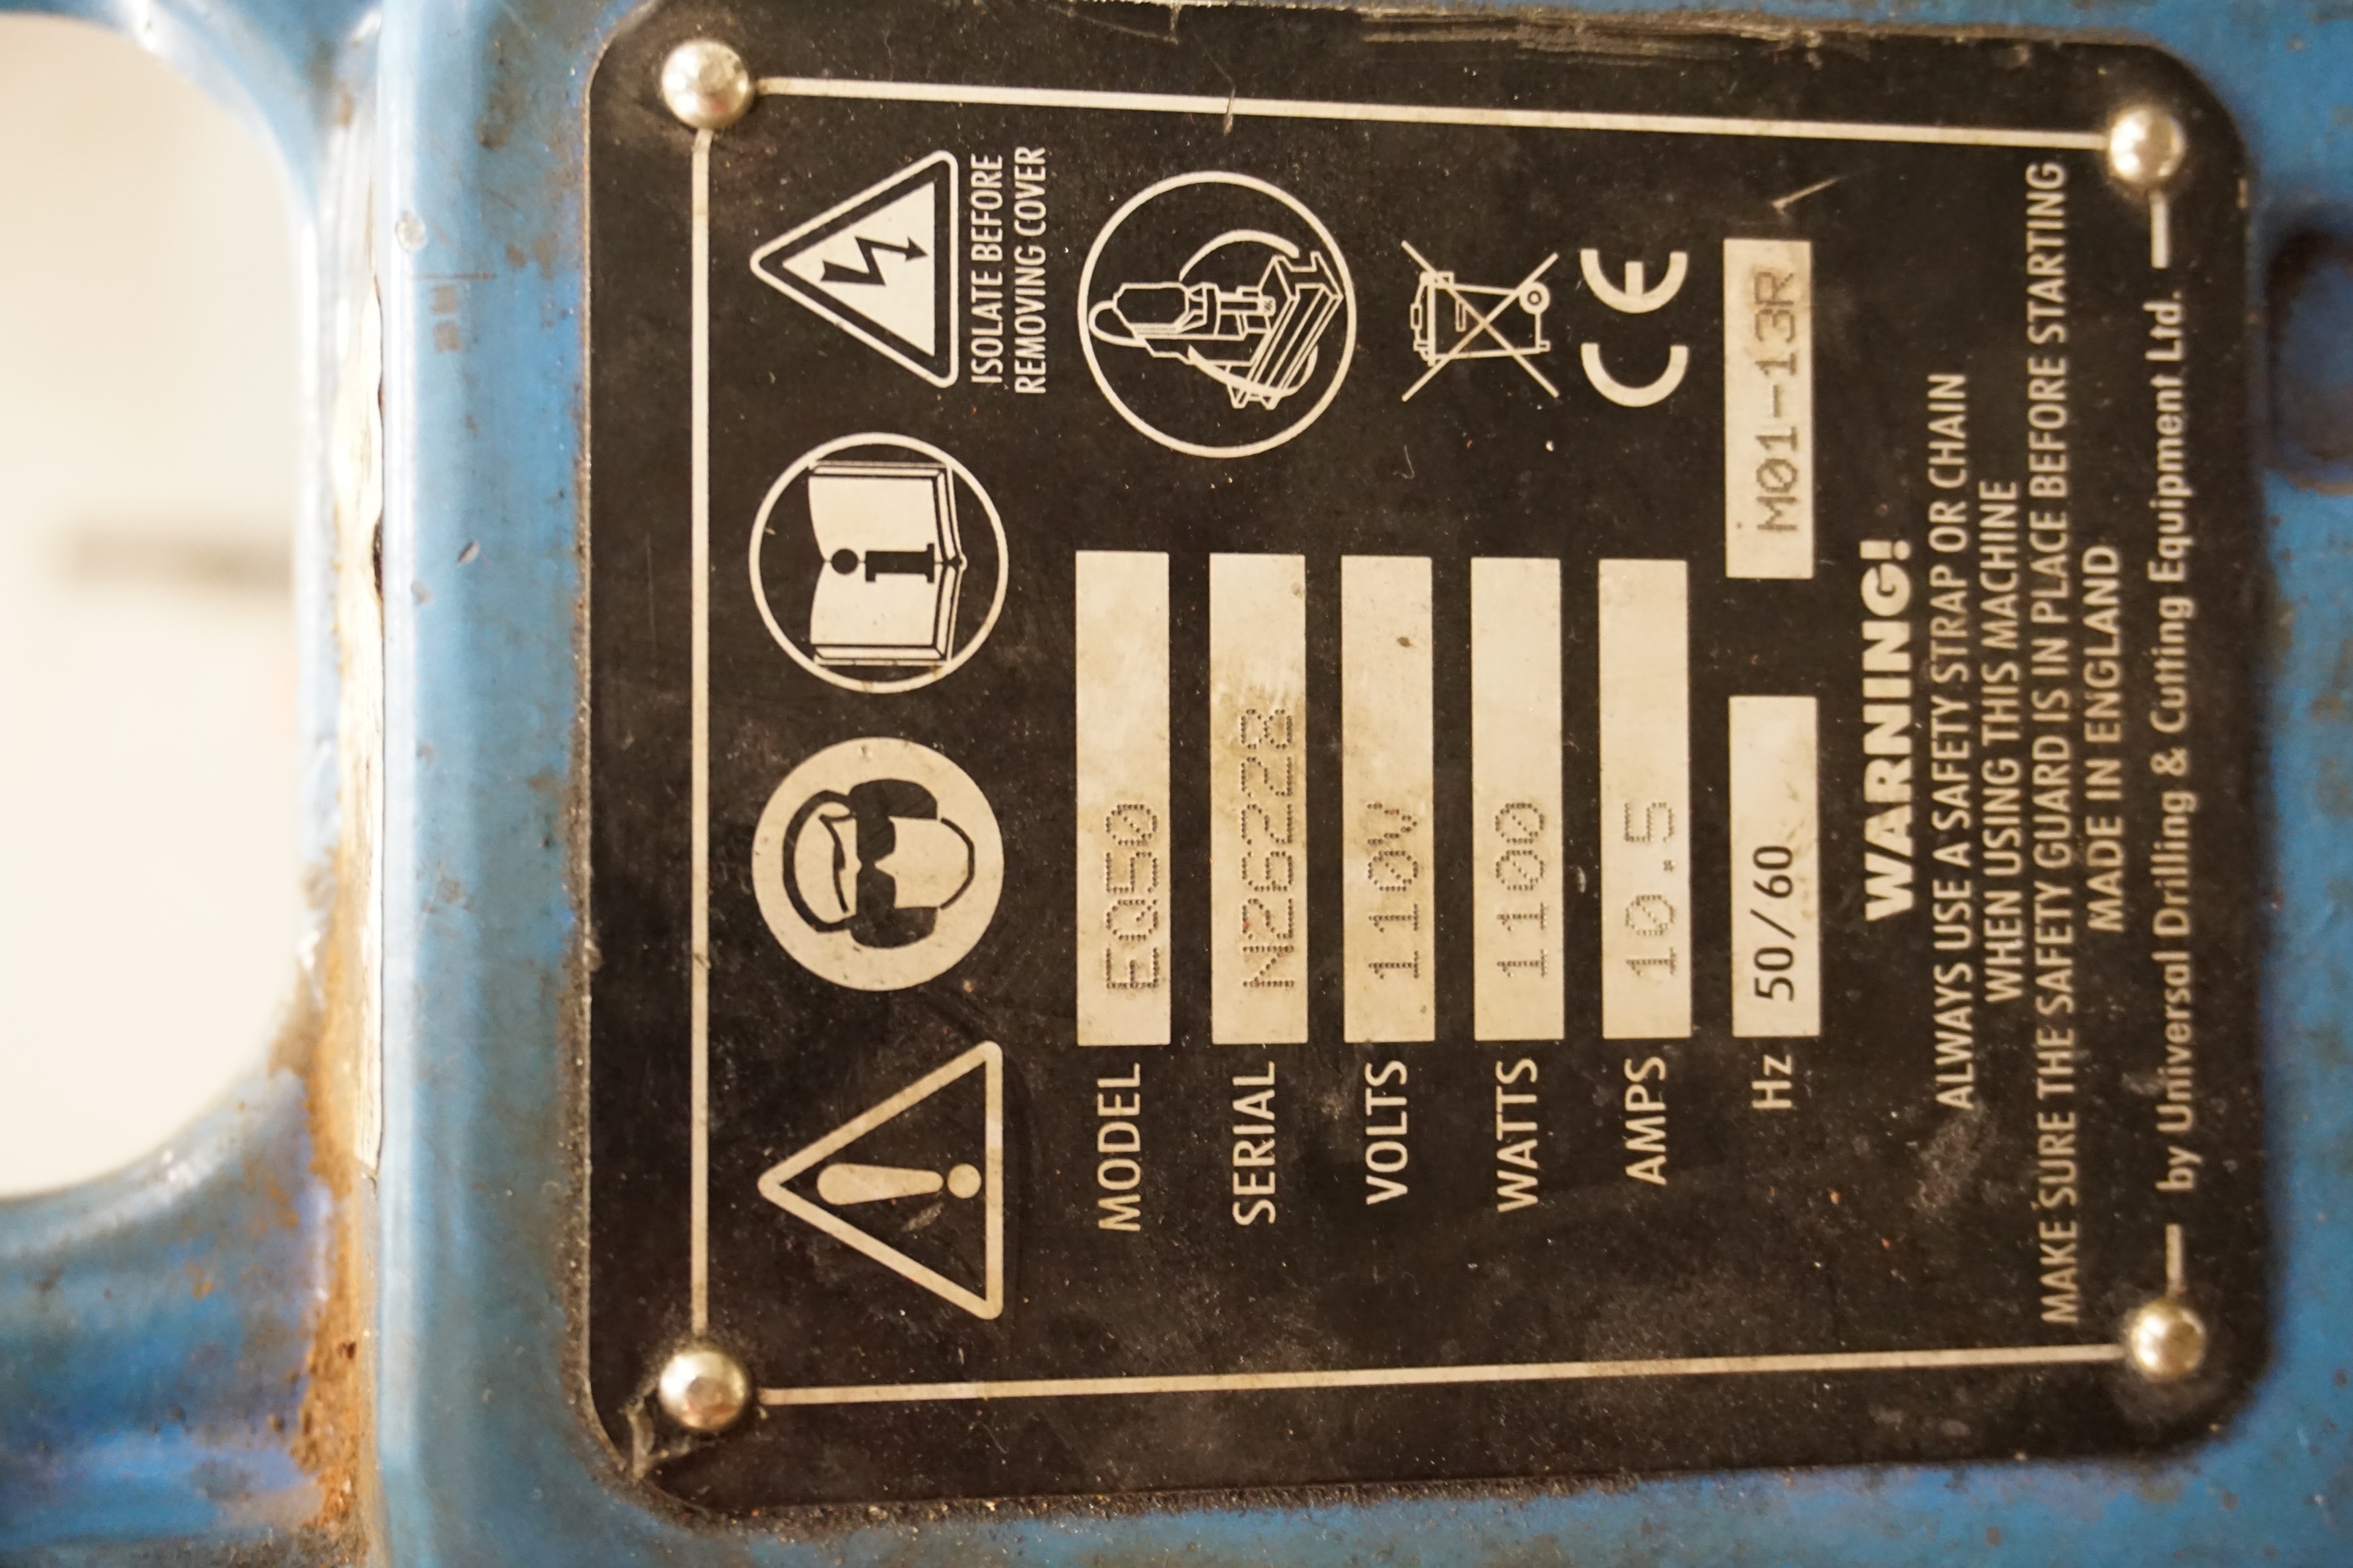 ISOLATE BEFORE
REMOVING COVER
MODEL EQ50
SERIAL N26228
VOLTS 110V
WATTS 1100
AMPS 10.5
Hz 50/60 M01-13R
CE
WARNING!
ALWAYS USE A SAFETY STRAP OR CHAIN
WHEN USING THIS MACHINE
MAKE SURE THE SAFETY GUARD IS IN PLACE BEFORE STARTING
MADE IN ENGLAND
by Universal Drilling & Cutting Equipment Ltd.